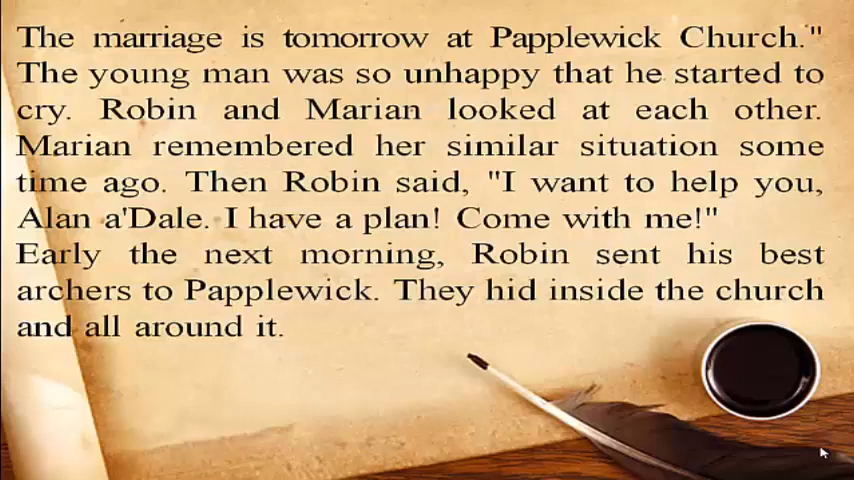 The marriage is tomorrow at Papplewick Church."
The young man was so unhappy that he started to
cry. Robin and Marian looked at each other.
Marian remembered her similar situation some
time ago. Then Robin said, "I want to help you,
Alan a'Dale. I have a plan! Come with me!"
Early the next morning, Robin sent his best
archers to Papplewick. They hid inside the church
and all around it.